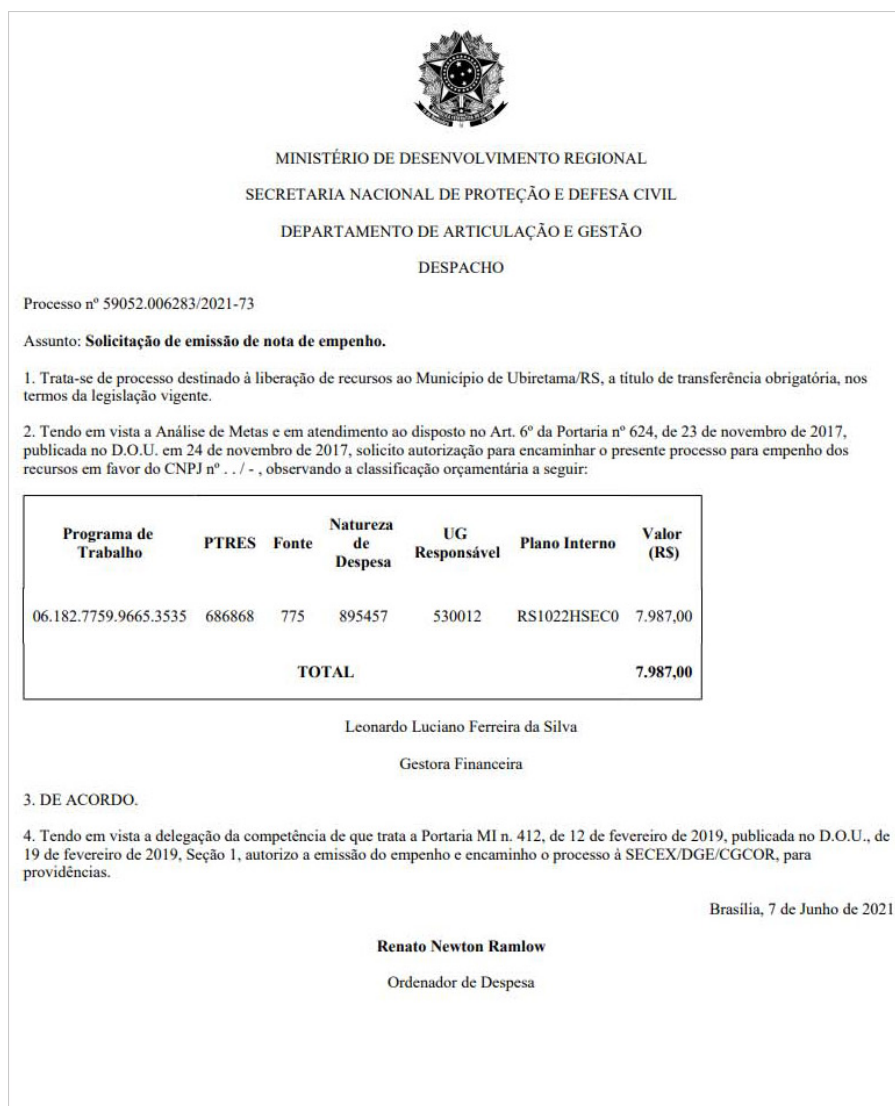 MINISTÉRIO DE DESENVOLVIMENTO REGIONAL
SECRETARIA NACIONAL DE PROTEÇÃO E DEFESA CIVIL
DEPARTAMENTO DE ARTICULAÇÃO E GESTÃO
DESPACHO
Processo nº 59052.006283/2021-73
Assunto: Solicitação de emissão de nota de empenho.
1. Trata-se de processo destinado à liberação de recursos ao Município de Ubiretama/RS, a título de transferência obrigatória, nos
termos da legislação vigente.
2. Tendo em vista a Análise de Metas e em atendimento ao disposto no Art. 6º da Portaria nº 624, de 23 de novembro de 2017,
publicada no D.O.U. em 24 de novembro de 2017, solicito autorização para encaminhar o presente processo para empenho dos
recursos em favor do CNPJ nº . . / - , observando a classificação orçamentária a seguir:
Programa de Trabalho PTRES Fonte Natureza de Despesa UG Responsável Plano Interno Valor (R$)
06.182.7759.9665.3535 686868 775 895457 530012 RS1022HSEC0 7.987,00
TOTAL 7.987,00
Leonardo Luciano Ferreira da Silva
Gestora Financeira
3. DE ACORDO.
4. Tendo em vista a delegação da competência de que trata a Portaria MI n. 412, de 12 de fevereiro de 2019, publicada no D.O.U., de
19 de fevereiro de 2019, Seção 1, autorizo a emissão do empenho e encaminho o processo à SECEX/DGE/CGCOR, para
providências.
Brasília, 7 de Junho de 2021
Renato Newton Ramlow
Ordenador de Despesa